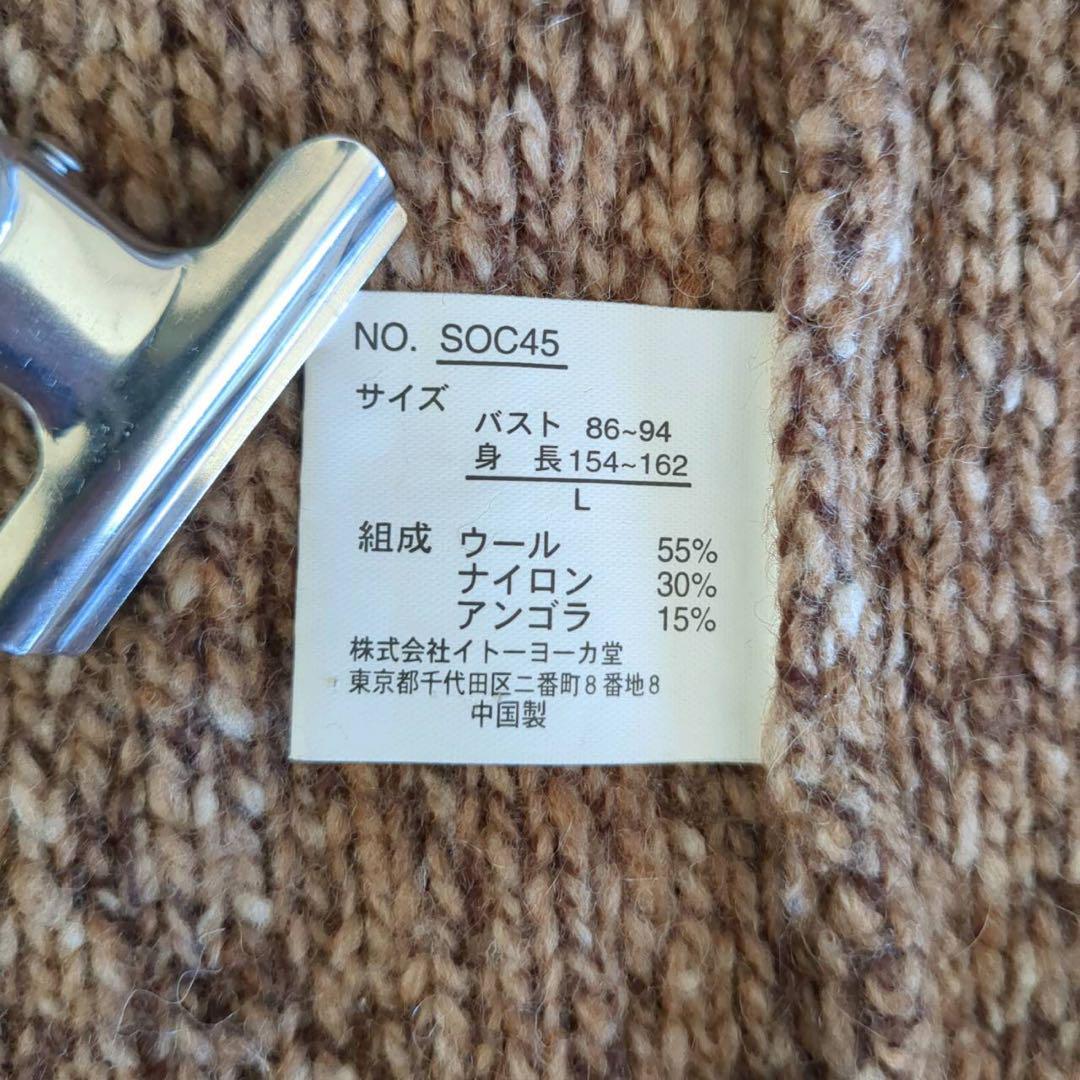 NO. SOC45
サイズ
バスト 86~94
身 長 154~162
L
組成 ウール 55%
ナイロン 30%
アンゴラ 15%
株式会社イトーヨーカ堂
東京都千代田区二番町8番地8
中国製